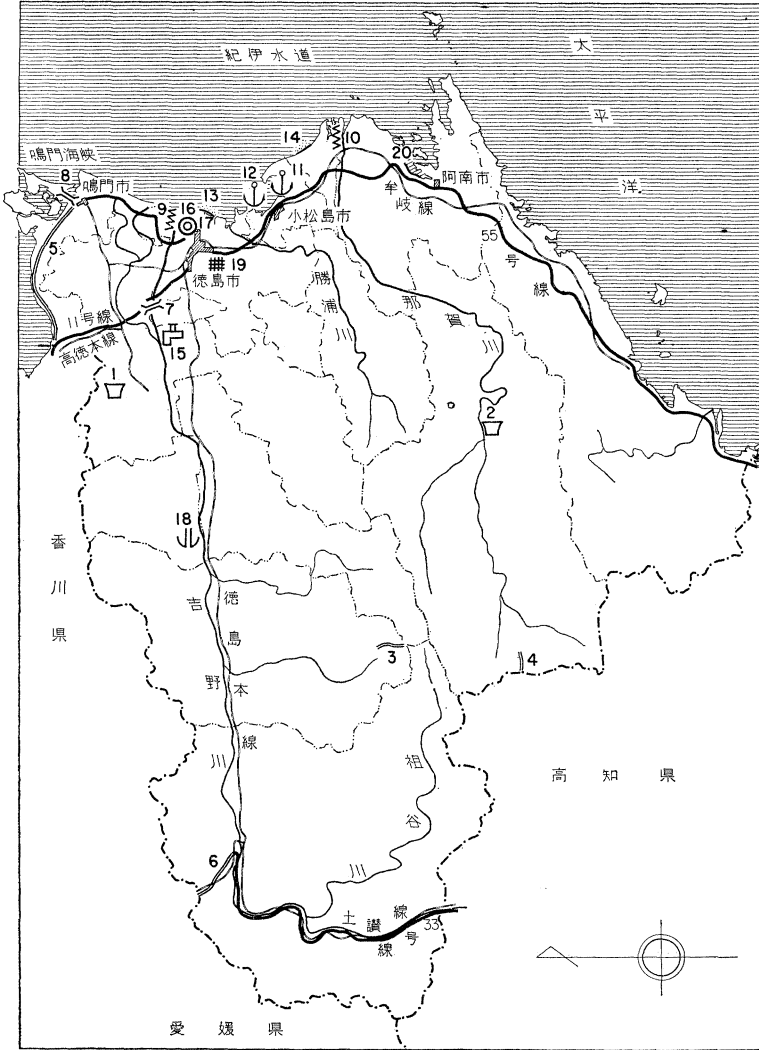 紀伊水道
太平洋
鳴門海峡
14
10
20
12
11
阿南市
8
鳴門市
9
16
13
17
小松島市
牟岐線
55号線
5
19
徳島市
勝浦川
那賀川
7
11号線
高徳本線
15
1
2
18
香川県
吉野川
徳島本線
3
4
祖谷川
高知県
6
土讃線
33号線
愛媛県